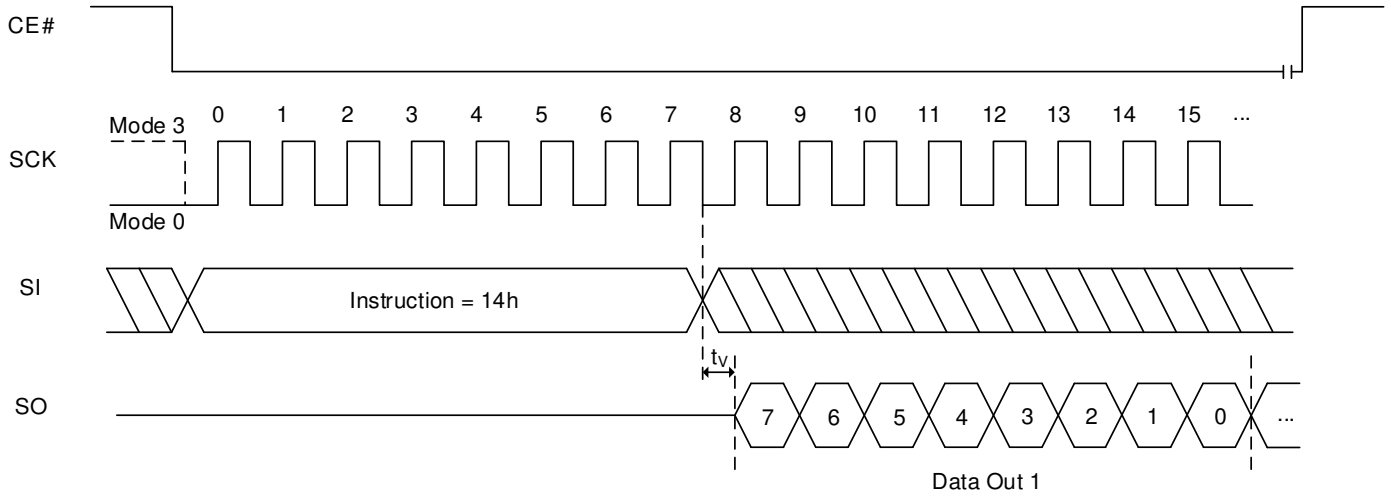 CE#
0 1 2 3 4 5 6 7 8 9 10 11 12 13 14 15 ...
Mode 3
SCK
Mode 0
SI
Instruction = 14h
tV
SO
7 6 5 4 3 2 1 0 ...
Data Out 1